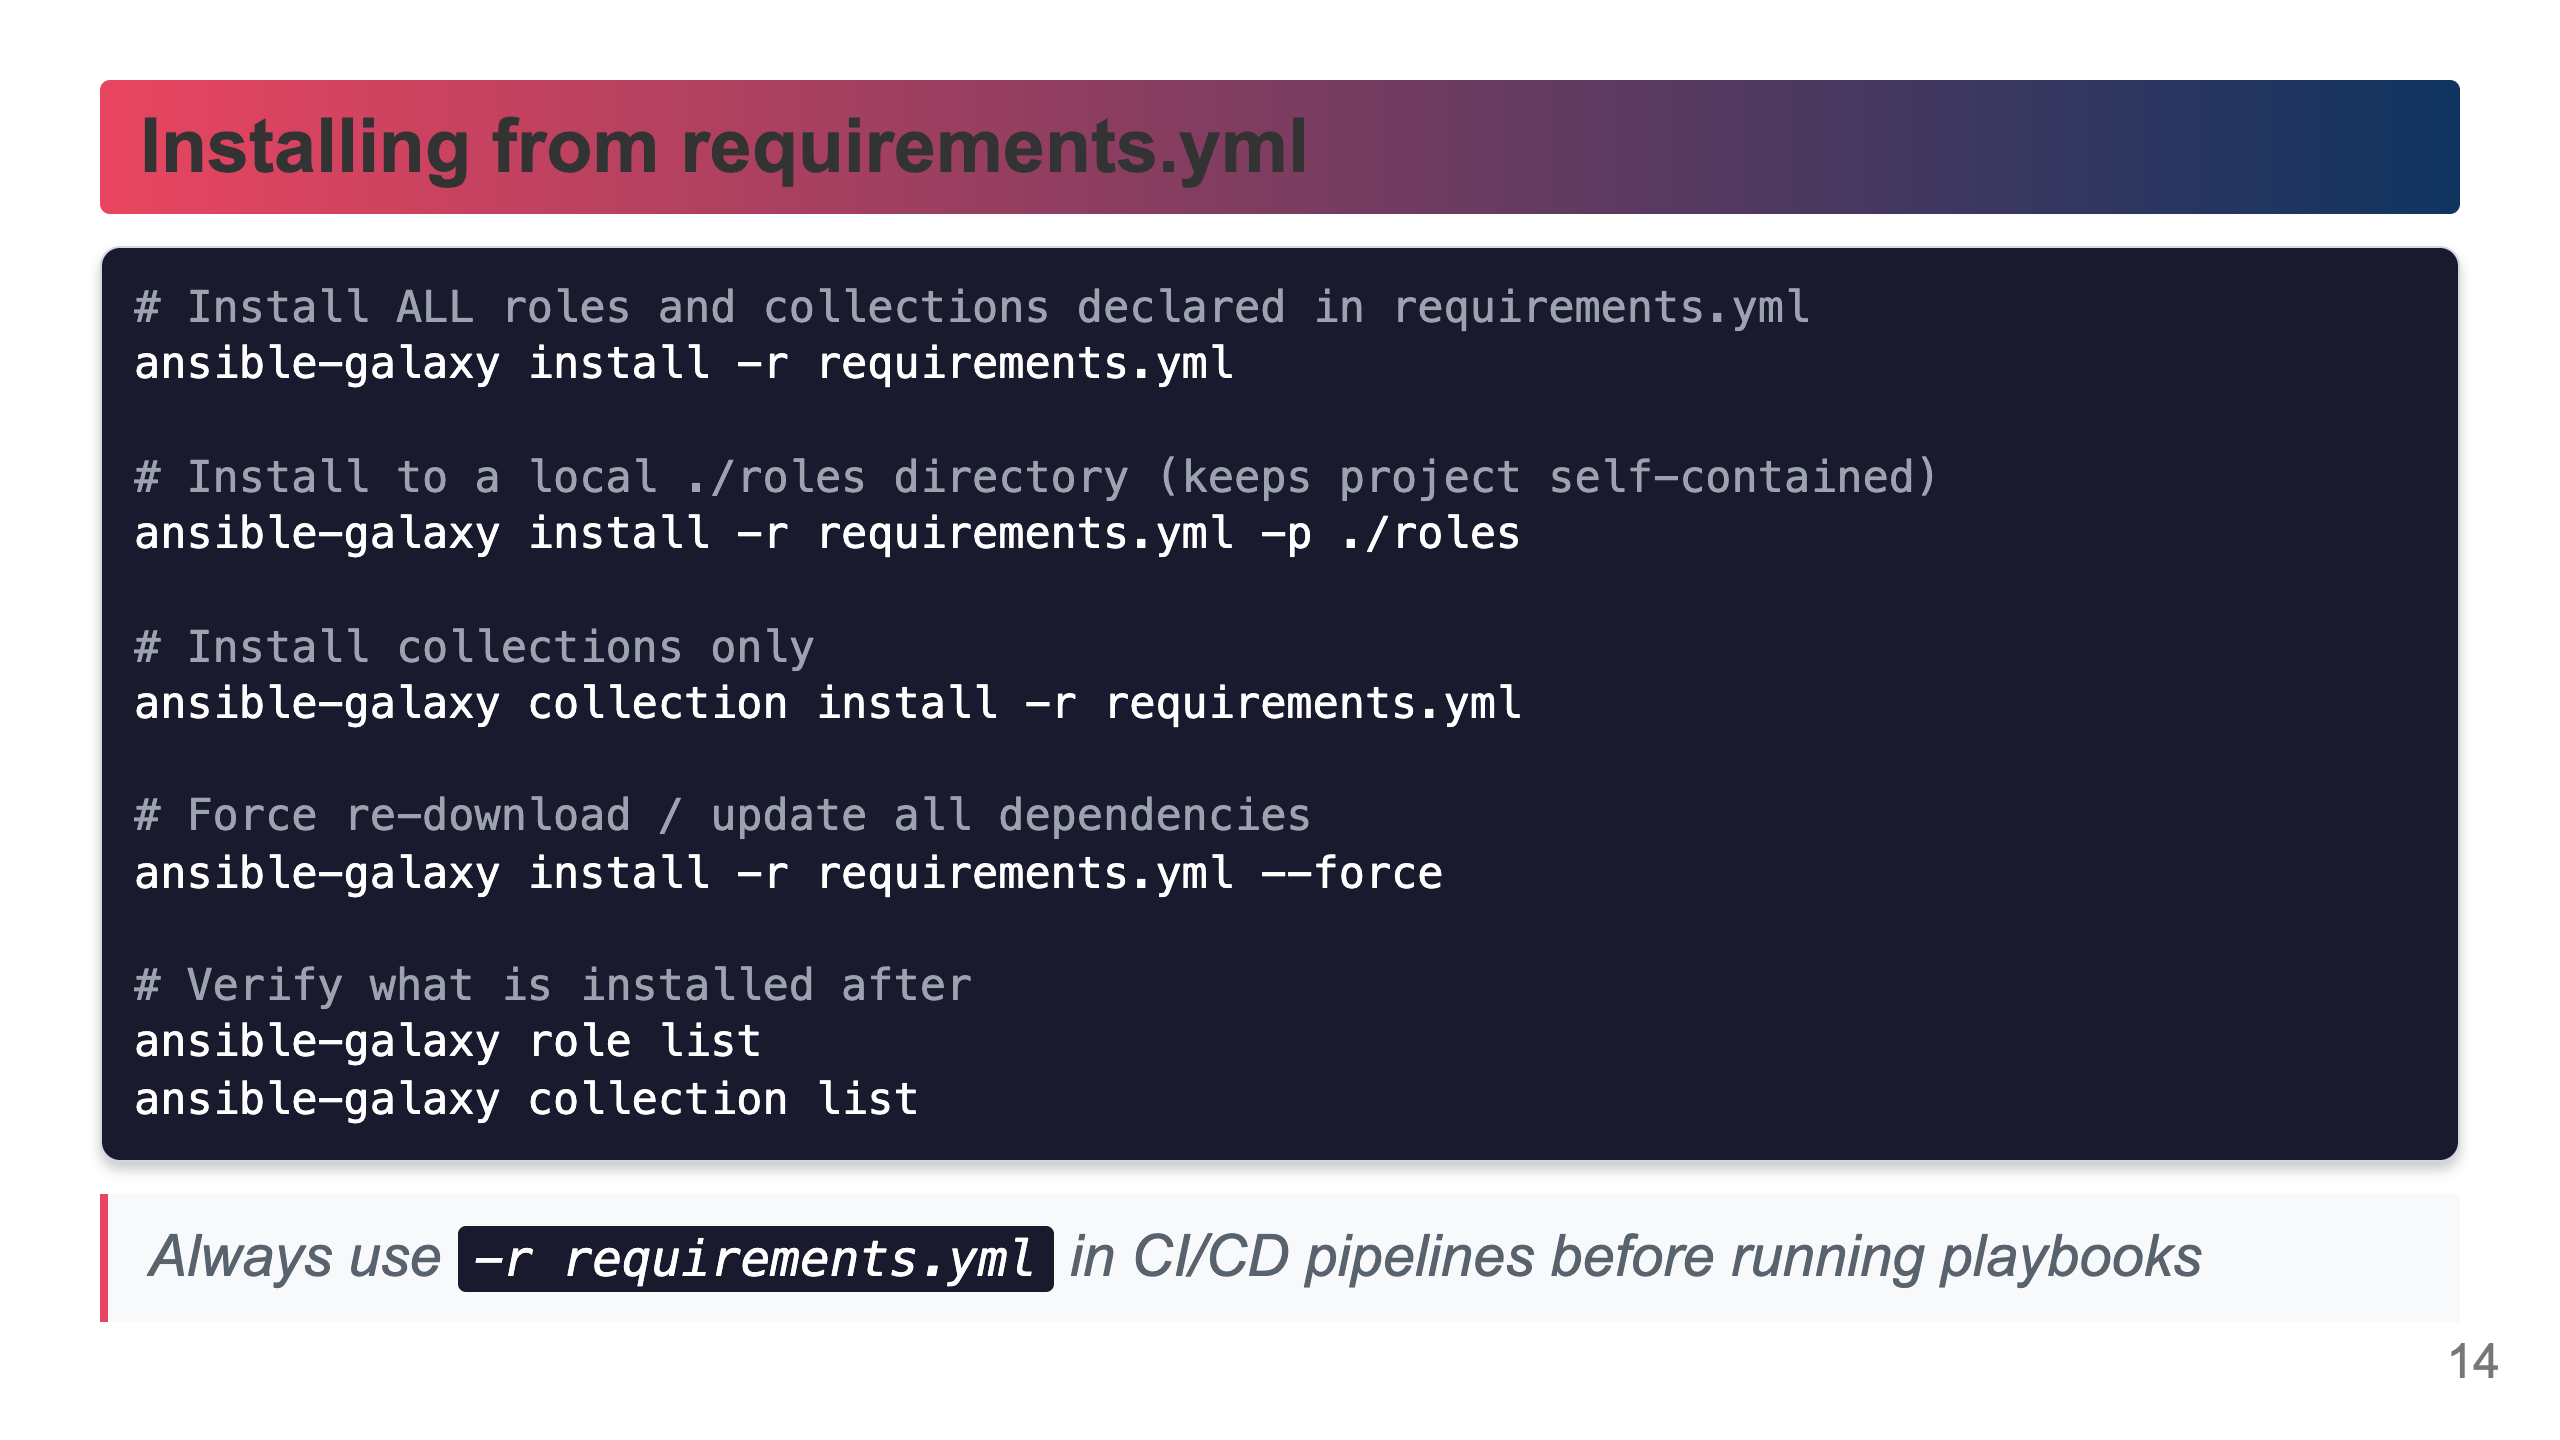 Installing from requirements.yml
# Install ALL roles and collections declared in requirements.yml
ansible-galaxy install -r requirements.yml
# Install to a local ./roles directory (keeps project self-contained)
ansible-galaxy install -r requirements.yml -p ./roles
# Install collections only
ansible-galaxy collection install -r requirements.yml
# Force re-download / update all dependencies
ansible-galaxy install -r requirements.yml --force
# Verify what is installed after
ansible-galaxy role list
ansible-galaxy collection list
Always use -r requirements.yml in CI/CD pipelines before running playbooks
14